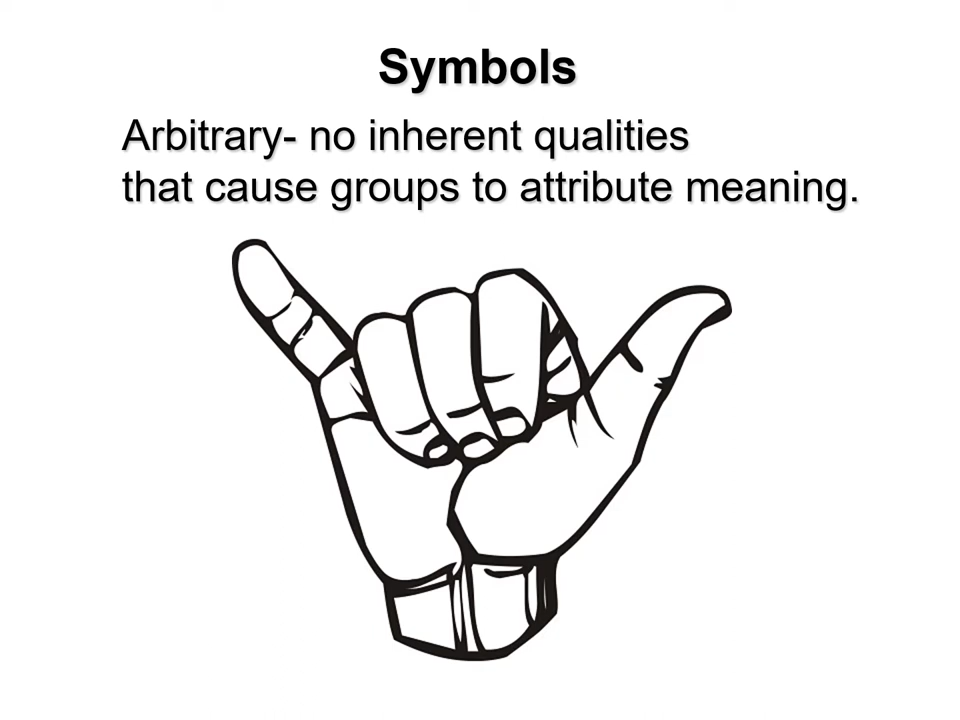 Symbols
Arbitrary- no inherent qualities
that cause groups to attribute meaning.